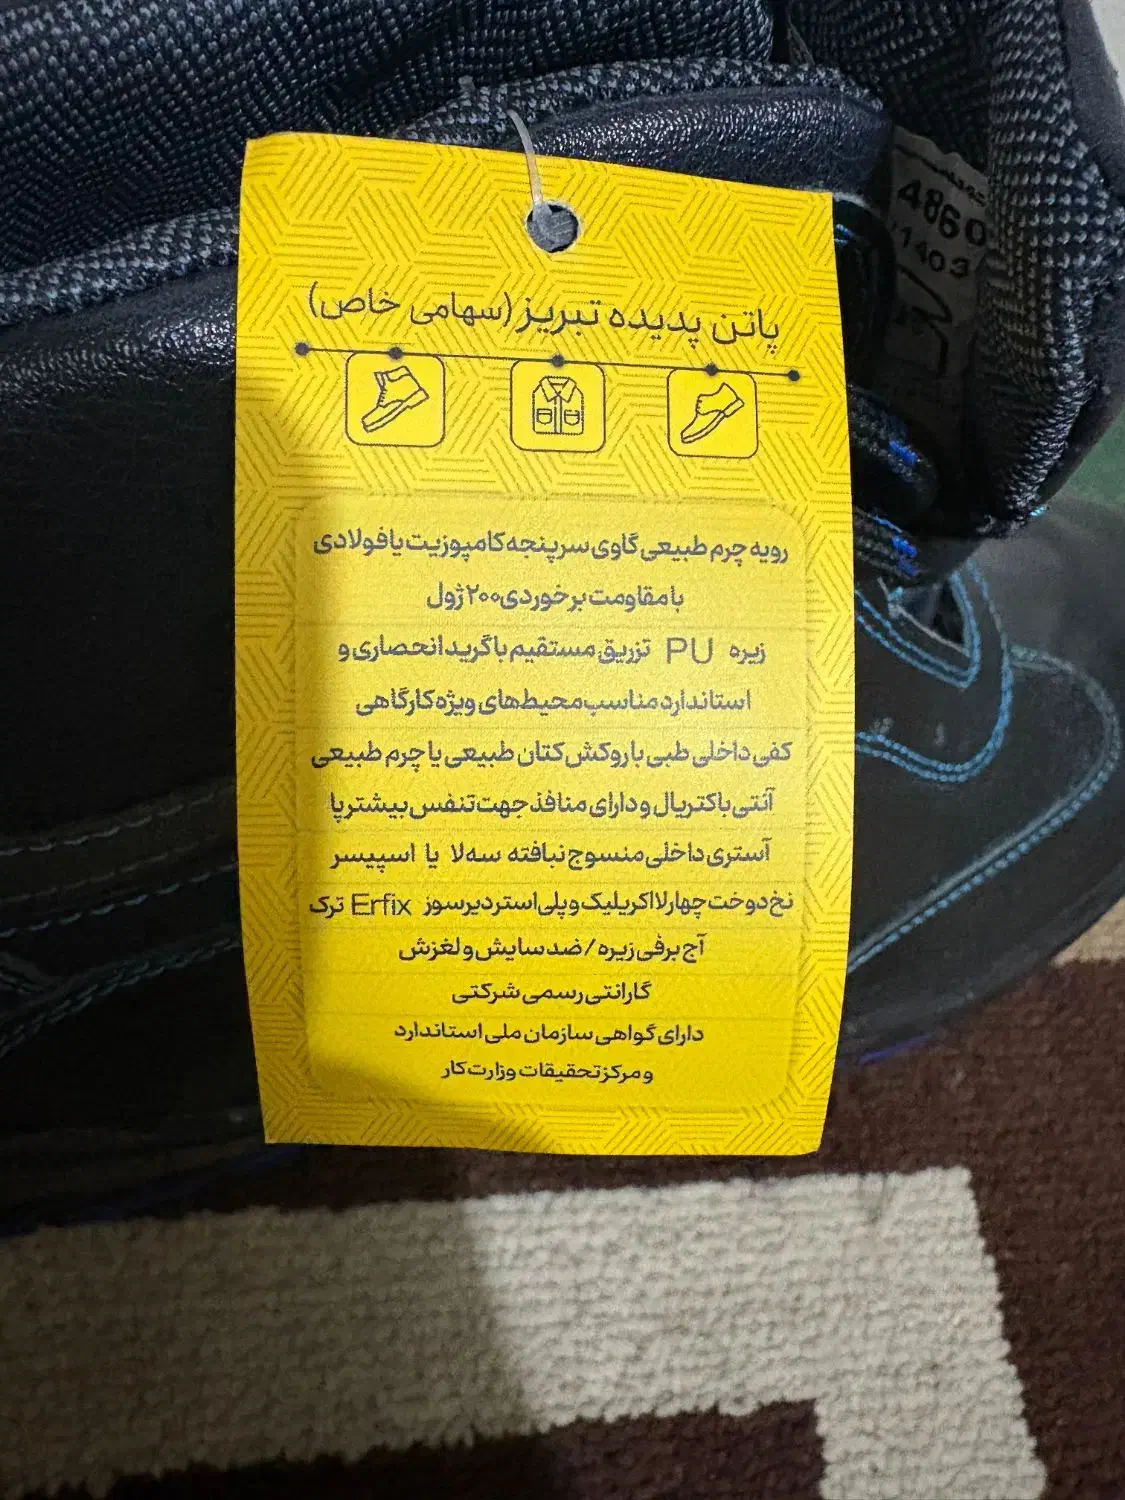 پاتن پدیده تبریز (سهامی خاص)
رویه چرم طبیعی گاوی سرپنجه کامپوزیت یا فولادی
با مقاومت برخوردی ۲۰۰ ژول
زیره PU تزریق مستقیم با گرید انحصاری و
استاندارد مناسب محیط‌های ویژه کارگاهی
کفی داخلی طبی با روکش کتان طبیعی یا چرم طبیعی
آنتی باکتریال و دارای منافذ جهت تنفس بیشتر پا
آستری داخلی منسوج نبافته سه لا یا اسپیسر
نخ دوخت چهارلا اکریلیک و پلی استر دیرسوز Erfix ترک
آج برفی زیره / ضد سایش و لغزش
گارانتی رسمی شرکتی
دارای گواهی سازمان ملی استاندارد
و مرکز تحقیقات وزارت کار
4860
1403